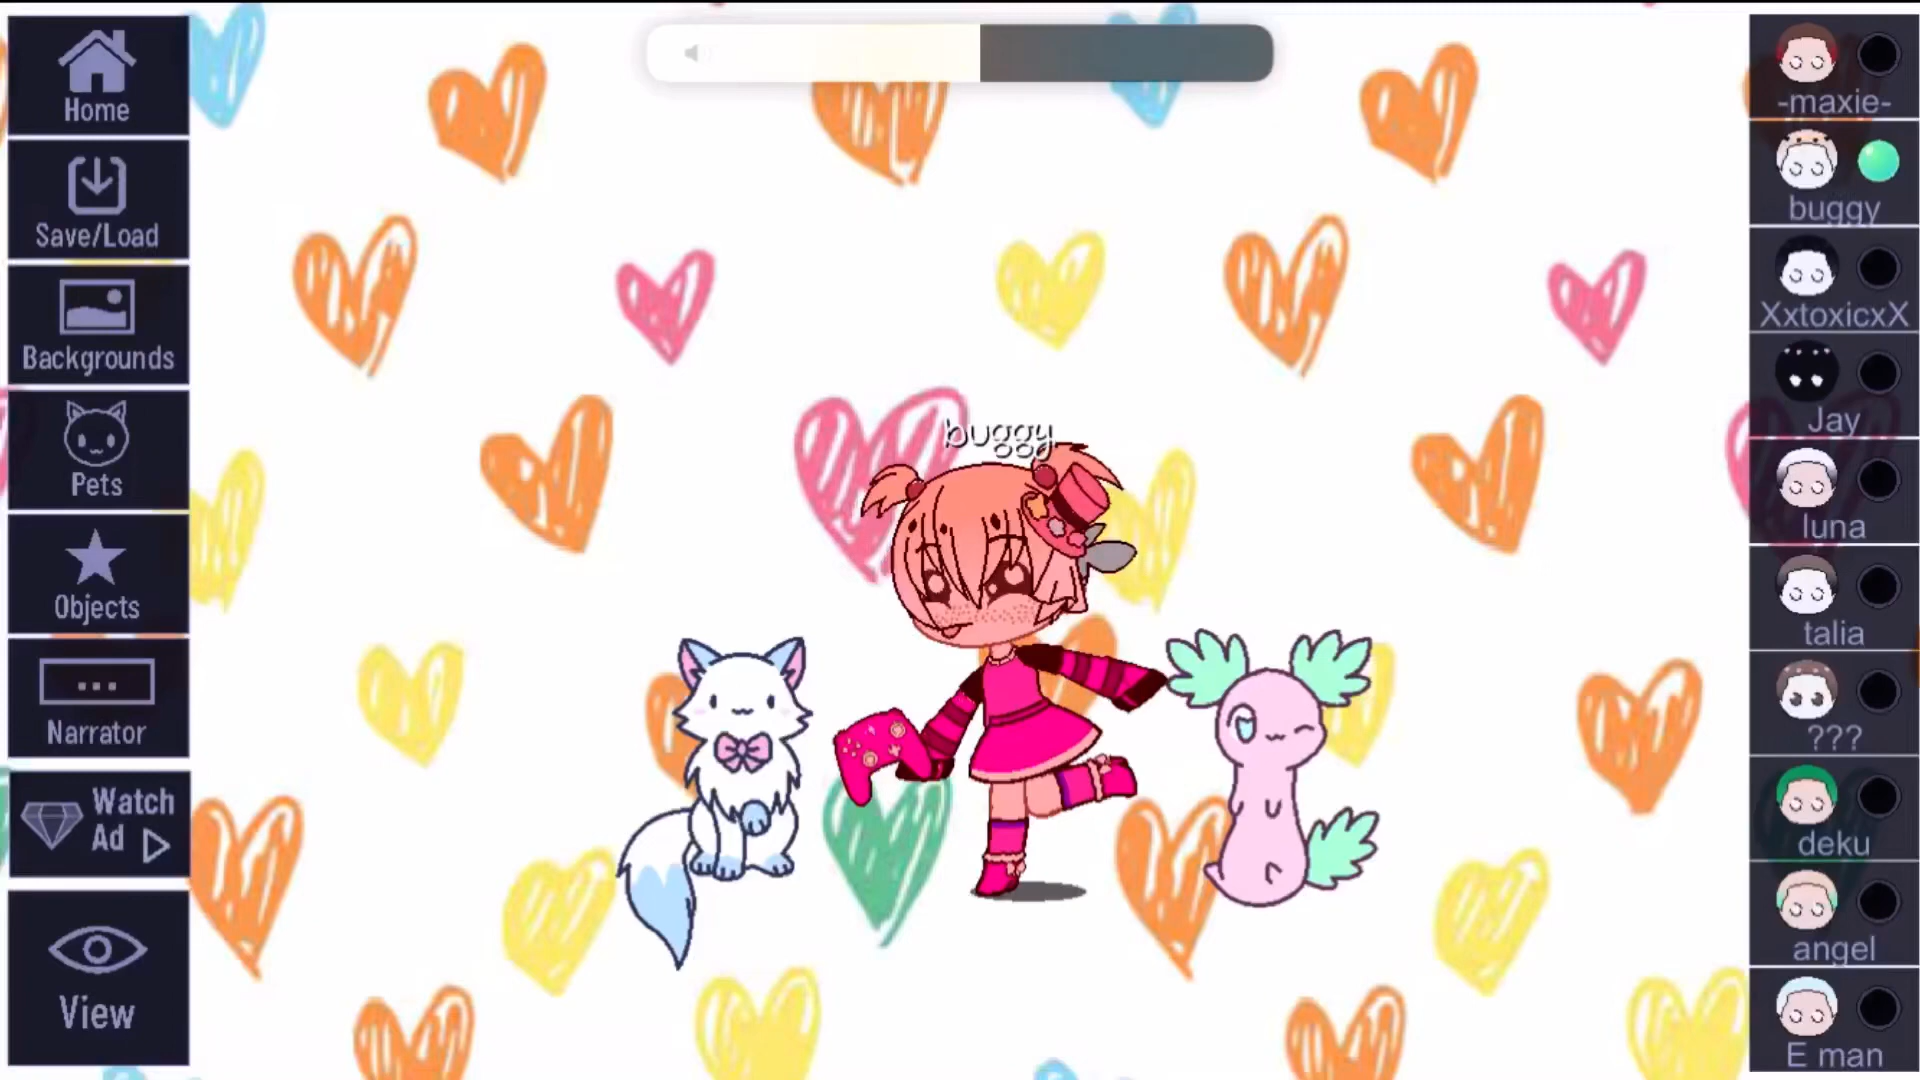 Home
Save/Load
Backgrounds
Pets
Objects
Narrator
Watch
Ad
View
buggy
-maxie-
buggy
XxtoxicxX
Jay
luna
talia
???
deku
angel
E man